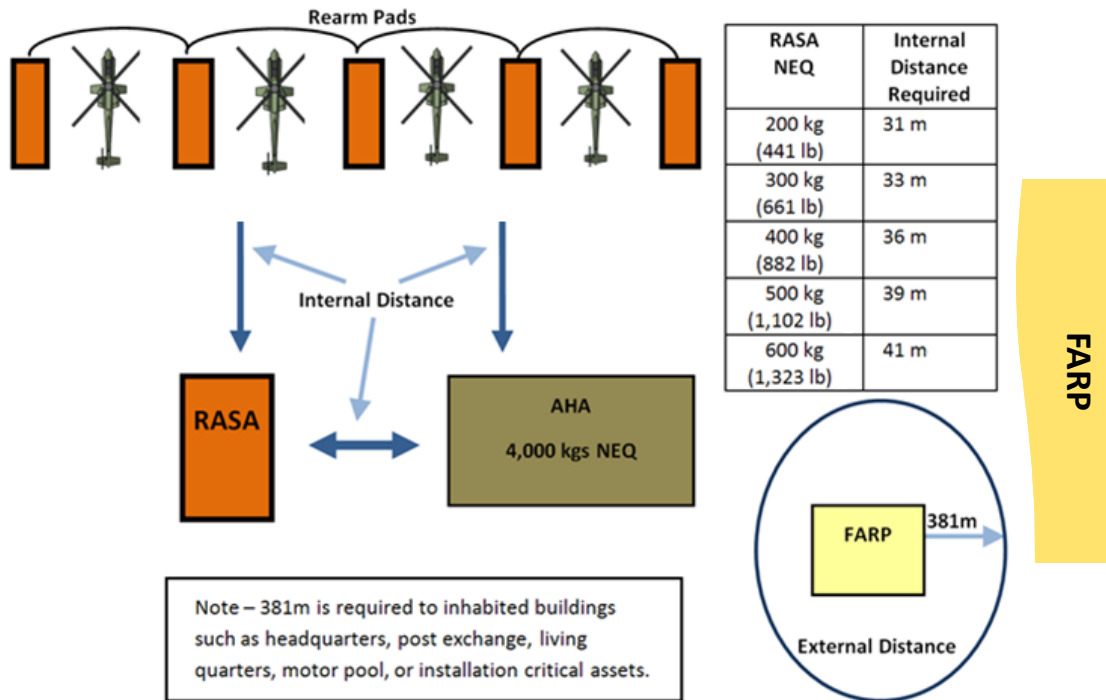 Rearm Pads
RASA
NEQ
Internal
Distance
Required
200 kg
(441 lb)
31 m
300 kg
(661 lb)
33 m
400 kg
(882 lb)
36 m
500 kg
(1,102 lb)
39 m
600 kg
(1,323 lb)
41 m
Internal Distance
RASA
AHA
4,000 kgs NEQ
FARP
381m
FARP
External Distance
Note – 381m is required to inhabited buildings
such as headquarters, post exchange, living
quarters, motor pool, or installation critical assets.